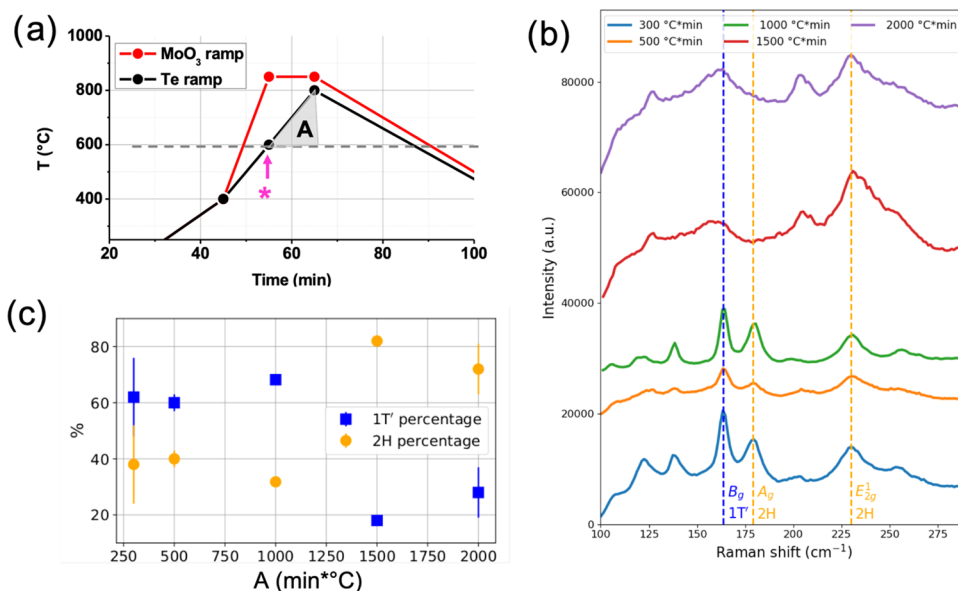 (a)
1000
800
600
400
T (°C)
MoO₃ ramp
Te ramp
A
*
20 40 60 80 100
Time (min)
(b)
300 °C*min 1000 °C*min 2000 °C*min
500 °C*min 1500 °C*min
80000
60000
40000
20000
0
Intensity (a.u.)
B_g A_g E¹₂g
1T′ 2H 2H
100 125 150 175 200 225 250 275
Raman shift (cm⁻¹)
(c)
80
60
40
20
%
1T′ percentage
2H percentage
250 500 750 1000 1250 1500 1750 2000
A (min*°C)